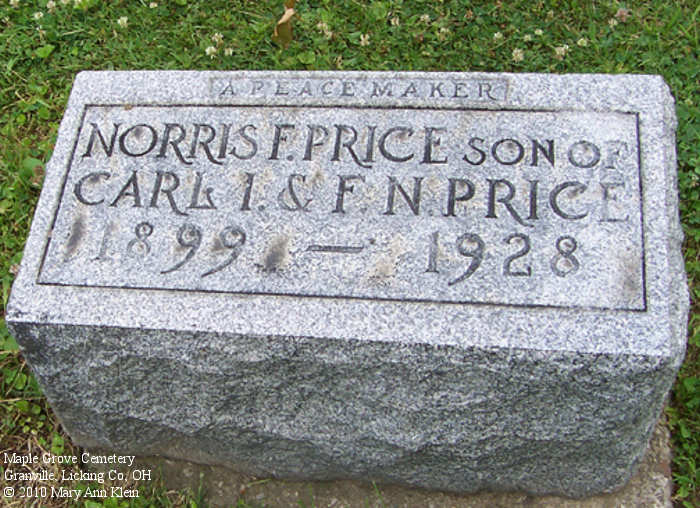 A PEACE MAKER
NORRIS F. PRICE SON OF
CARL I. & F. N. PRICE
1899 — 1928
Maple Grove Cemetery
Granville, Licking Co, OH
© 2010 Mary Ann Klein